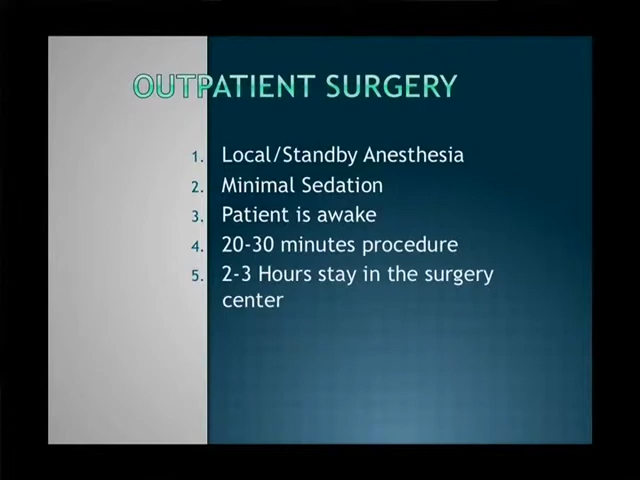 OUTPATIENT SURGERY
1. Local/Standby Anesthesia
2. Minimal Sedation
3. Patient is awake
4. 20-30 minutes procedure
5. 2-3 Hours stay in the surgery
center